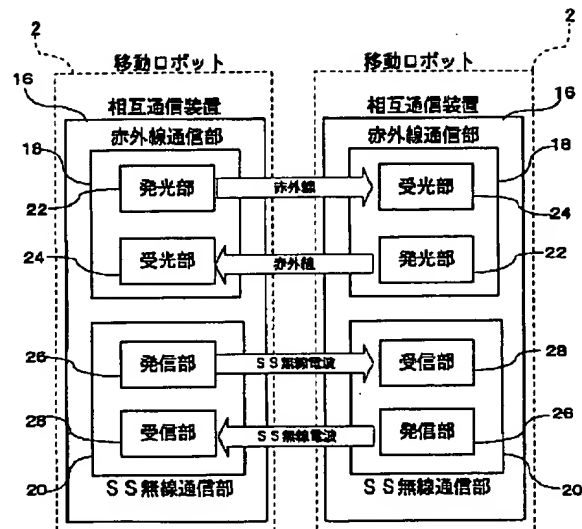 2
2
移動ロボット
移動ロボット
16
16
相互通信装置
相互通信装置
赤外線通信部
赤外線通信部
18
18
発光部
赤外線
受光部
22
24
受光部
赤外線
発光部
24
22
発信部
SS無線電波
受信部
26
28
受信部
SS無線電波
発信部
28
26
20
20
SS無線通信部
SS無線通信部